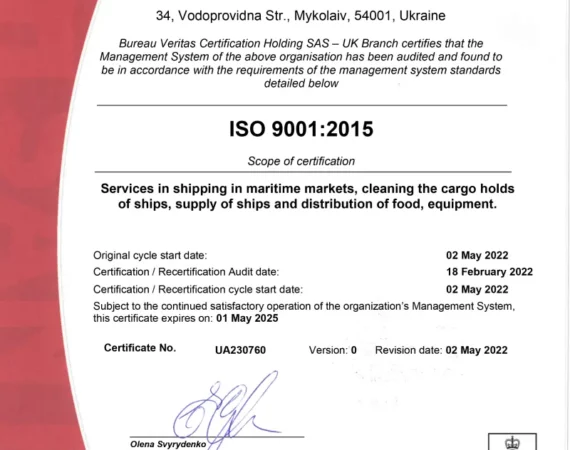 34, Vodoprovidna Str., Mykolaiv, 54001, Ukraine
Bureau Veritas Certification Holding SAS – UK Branch certifies that the
Management System of the above organisation has been audited and found to
be in accordance with the requirements of the management system standards
detailed below
ISO 9001:2015
Scope of certification
Services in shipping in maritime markets, cleaning the cargo holds
of ships, supply of ships and distribution of food, equipment.
Original cycle start date: 02 May 2022
Certification / Recertification Audit date: 18 February 2022
Certification / Recertification cycle start date: 02 May 2022
Subject to the continued satisfactory operation of the organization's Management System,
this certificate expires on: 01 May 2025
Certificate No. UA230760 Version: 0 Revision date: 02 May 2022
Olena Svyrydenko